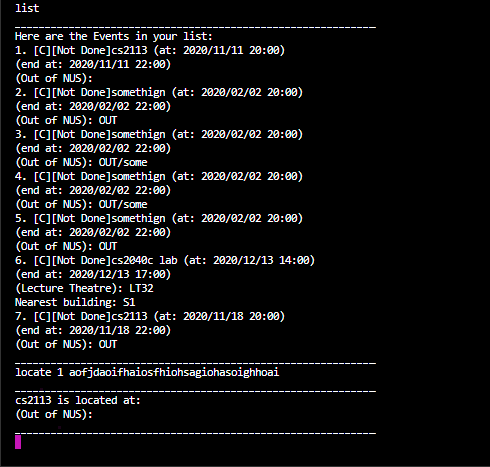 list
____________________________________________________________
Here are the Events in your list:
1. [C][Not Done]cs2113 (at: 2020/11/11 20:00)
(end at: 2020/11/11 22:00)
(Out of NUS):
2. [C][Not Done]somethign (at: 2020/02/02 20:00)
(end at: 2020/02/02 22:00)
(Out of NUS): OUT
3. [C][Not Done]somethign (at: 2020/02/02 20:00)
(end at: 2020/02/02 22:00)
(Out of NUS): OUT/some
4. [C][Not Done]somethign (at: 2020/02/02 20:00)
(end at: 2020/02/02 22:00)
(Out of NUS): OUT/some
5. [C][Not Done]somethign (at: 2020/02/02 20:00)
(end at: 2020/02/02 22:00)
(Out of NUS): OUT
6. [C][Not Done]cs2040c lab (at: 2020/12/13 14:00)
(end at: 2020/12/13 17:00)
(Lecture Theatre): LT32
Nearest building: S1
7. [C][Not Done]cs2113 (at: 2020/11/18 20:00)
(end at: 2020/11/18 22:00)
(Out of NUS): OUT
____________________________________________________________
locate 1 aofjdaoifhaiosfhiohsagiohasoighhoai
____________________________________________________________
cs2113 is located at:
(Out of NUS):
____________________________________________________________